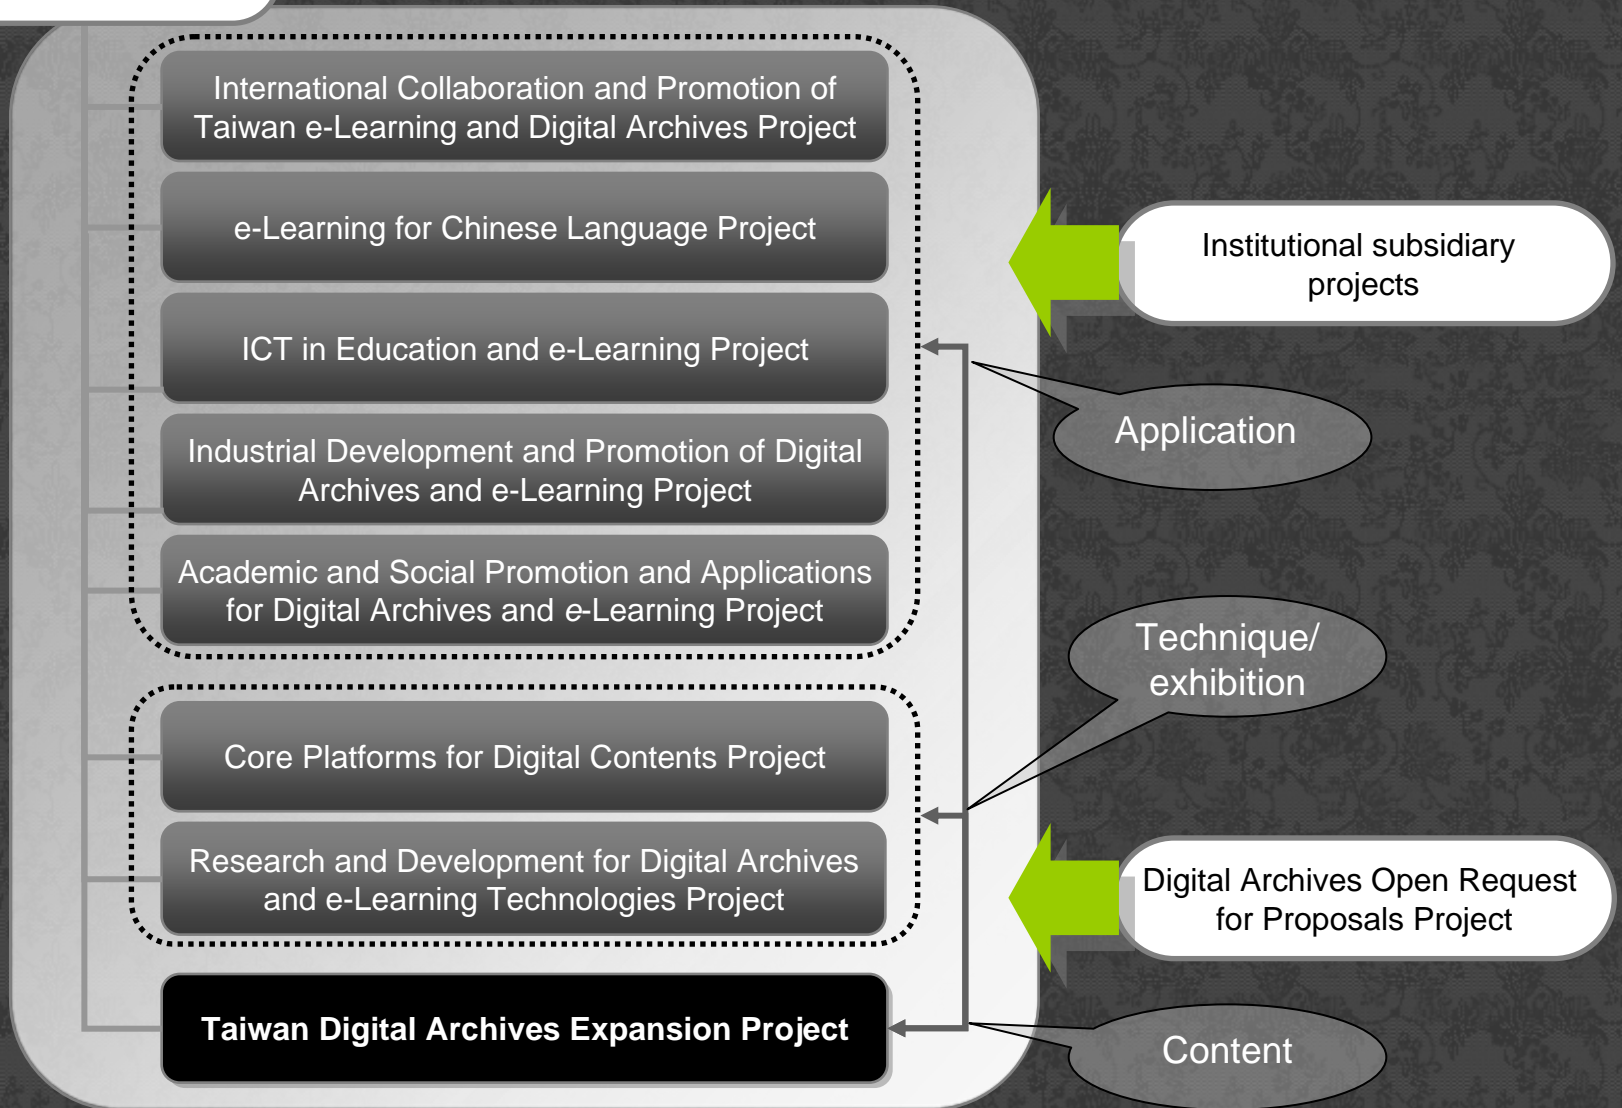 International Collaboration and Promotion of
Taiwan e-Learning and Digital Archives Project
e-Learning for Chinese Language Project
ICT in Education and e-Learning Project
Industrial Development and Promotion of Digital
Archives and e-Learning Project
Academic and Social Promotion and Applications
for Digital Archives and e-Learning Project
Core Platforms for Digital Contents Project
Research and Development for Digital Archives
and e-Learning Technologies Project
Taiwan Digital Archives Expansion Project
Institutional subsidiary
projects
Application
Technique/
exhibition
Digital Archives Open Request
for Proposals Project
Content